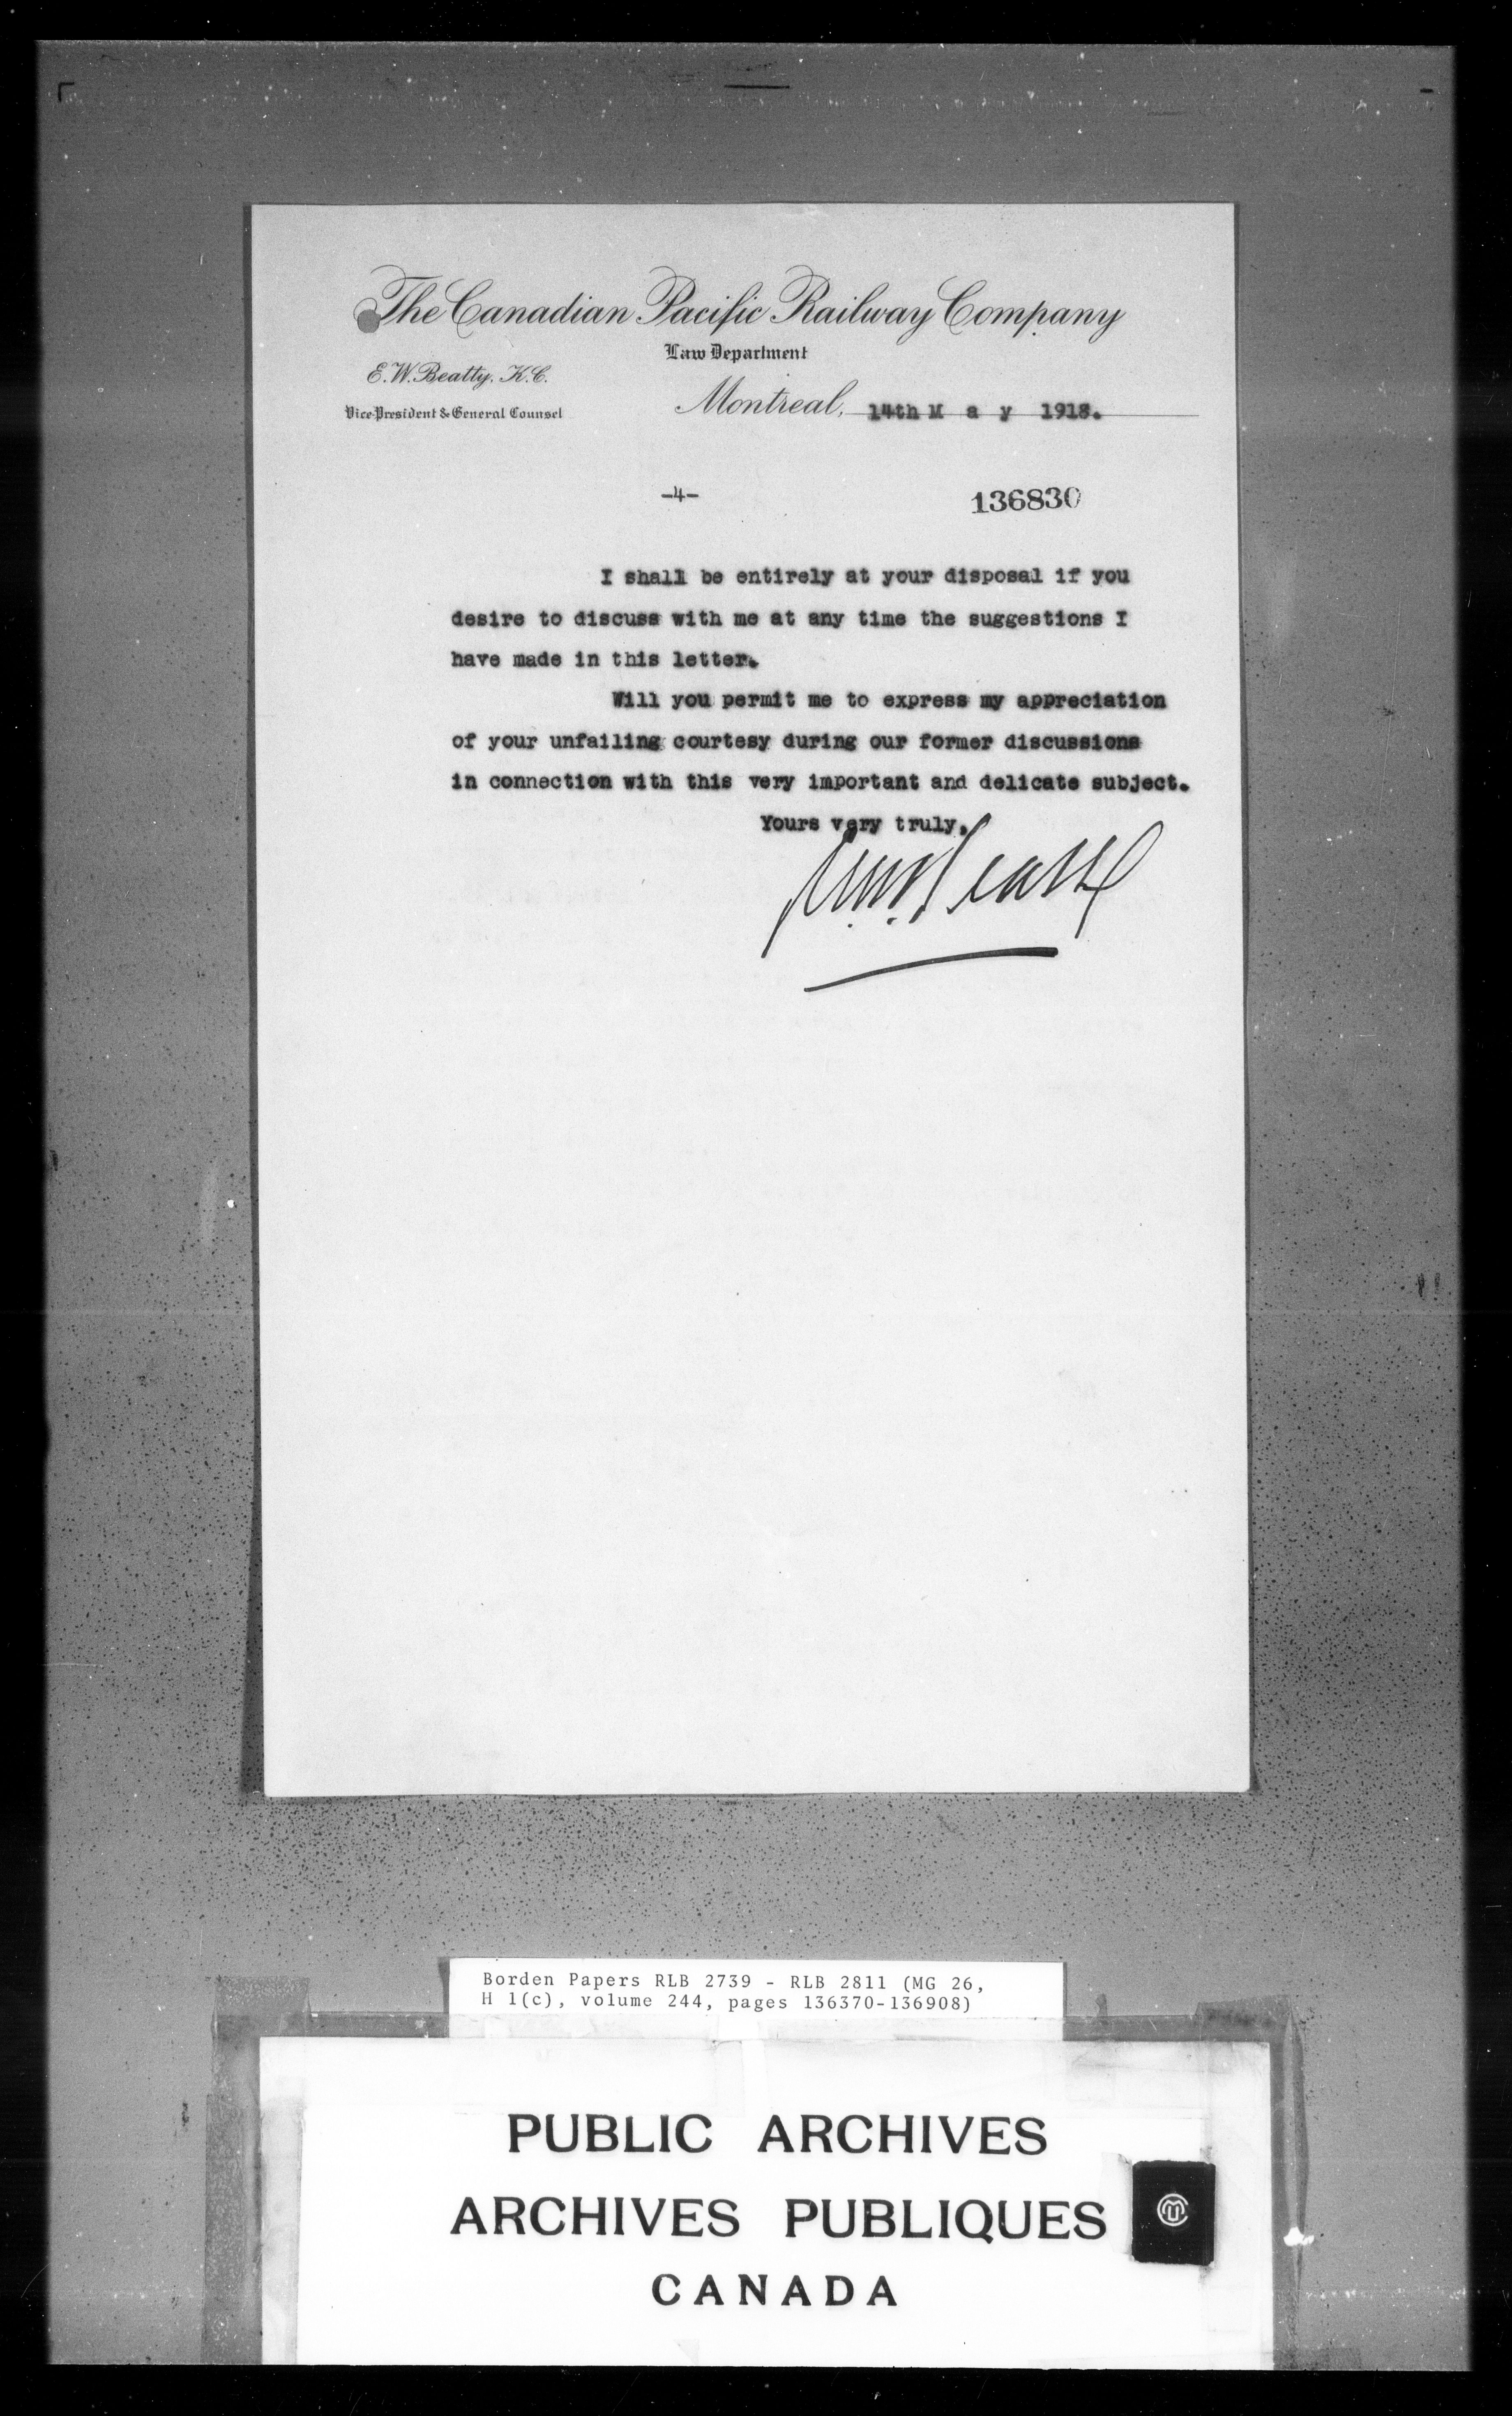 The Canadian Pacific Railway Company
Law Department
E.W. Beatty, K.C.
Vice-President & General Counsel
Montreal, 14th M a y 1918.
-4-
136830
I shall be entirely at your disposal if you
desire to discuss with me at any time the suggestions I
have made in this letter.
Will you permit me to express my appreciation
of your unfailing courtesy during our former discussions
in connection with this very important and delicate subject.
Yours very truly,
E.W. Beatty
Borden Papers RLB 2739 - RLB 2811 (MG 26,
H 1(c), volume 244, pages 136370-136908)
PUBLIC ARCHIVES
ARCHIVES PUBLIQUES
CANADA